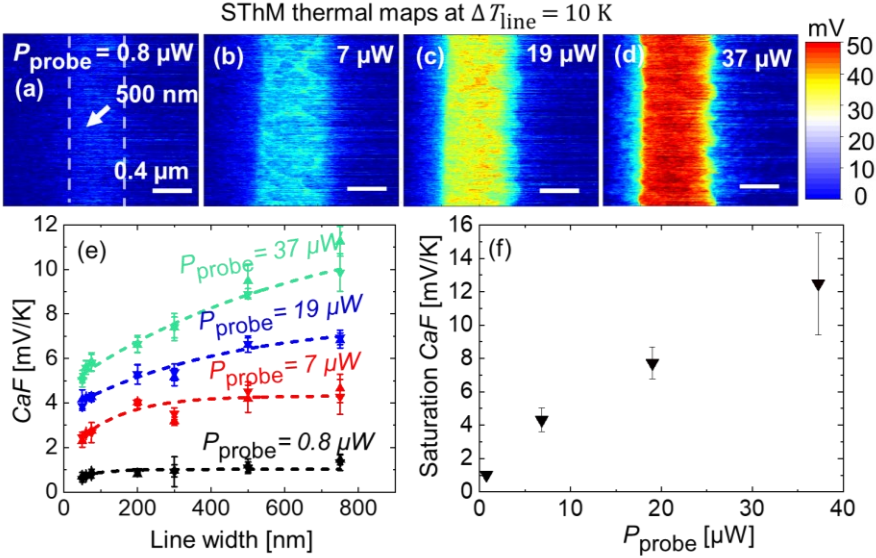 SThM thermal maps at Δ T_line = 10 K
mV
P_probe = 0.8 µW
(a)
500 nm
0.4 µm
(b)
7 µW
(c)
19 µW
(d)
37 µW
50
40
30
20
10
0
12
10
8
6
4
2
0
CaF [mV/K]
(e)
P_probe = 37 µW
P_probe = 19 µW
P_probe = 7 µW
P_probe = 0.8 µW
0 200 400 600 800
Line width [nm]
16
14
12
10
8
6
4
2
0
Saturation CaF [mV/K]
(f)
0 10 20 30 40
P_probe [µW]